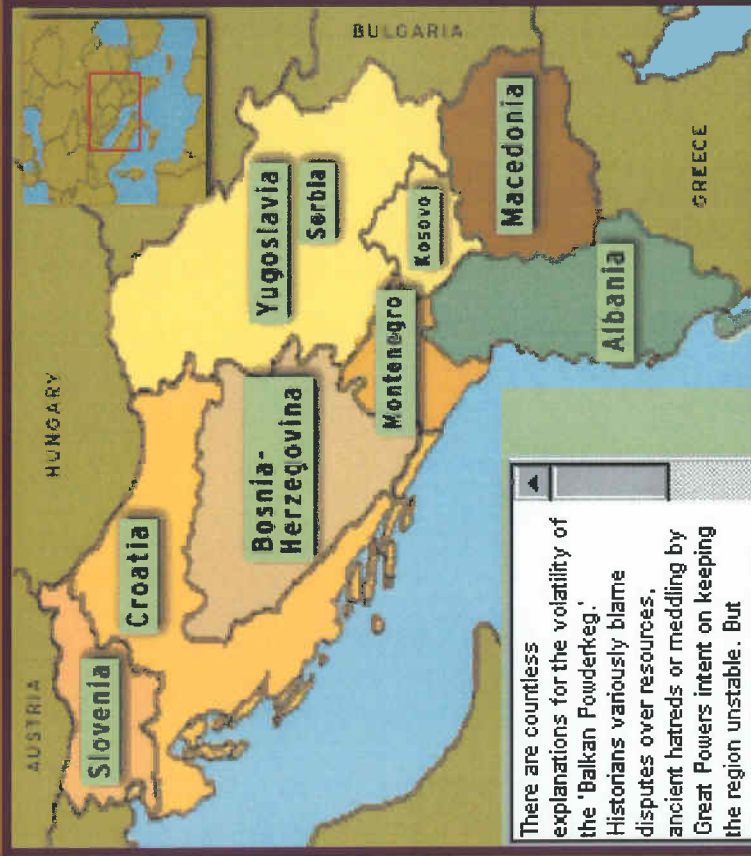 AUSTRIA
HUNGARY
BULGARIA
Slovenia
Croatia
Bosnia-
Herzegovina
Yugoslavia
Serbia
Montenegro
Kosovo
Macedonia
Albania
GREECE
There are countless
explanations for the volatility of
the 'Balkan Powderkeg.'
Historians variously blame
disputes over resources,
ancient hatreds or meddling by
Great Powers intent on keeping
the region unstable. But